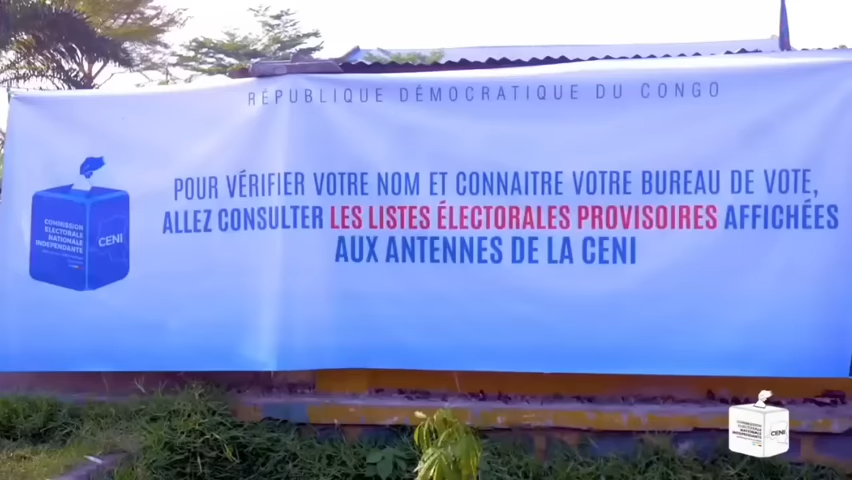 RÉPUBLIQUE DÉMOCRATIQUE DU CONGO
POUR VÉRIFIER VOTRE NOM ET CONNAITRE VOTRE BUREAU DE VOTE,
ALLEZ CONSULTER LES LISTES ÉLECTORALES PROVISOIRES AFFICHÉES
AUX ANTENNES DE LA CENI
COMMISSION
ELECTORALE
NATIONALE
INDEPENDANTE
CENI
CENI